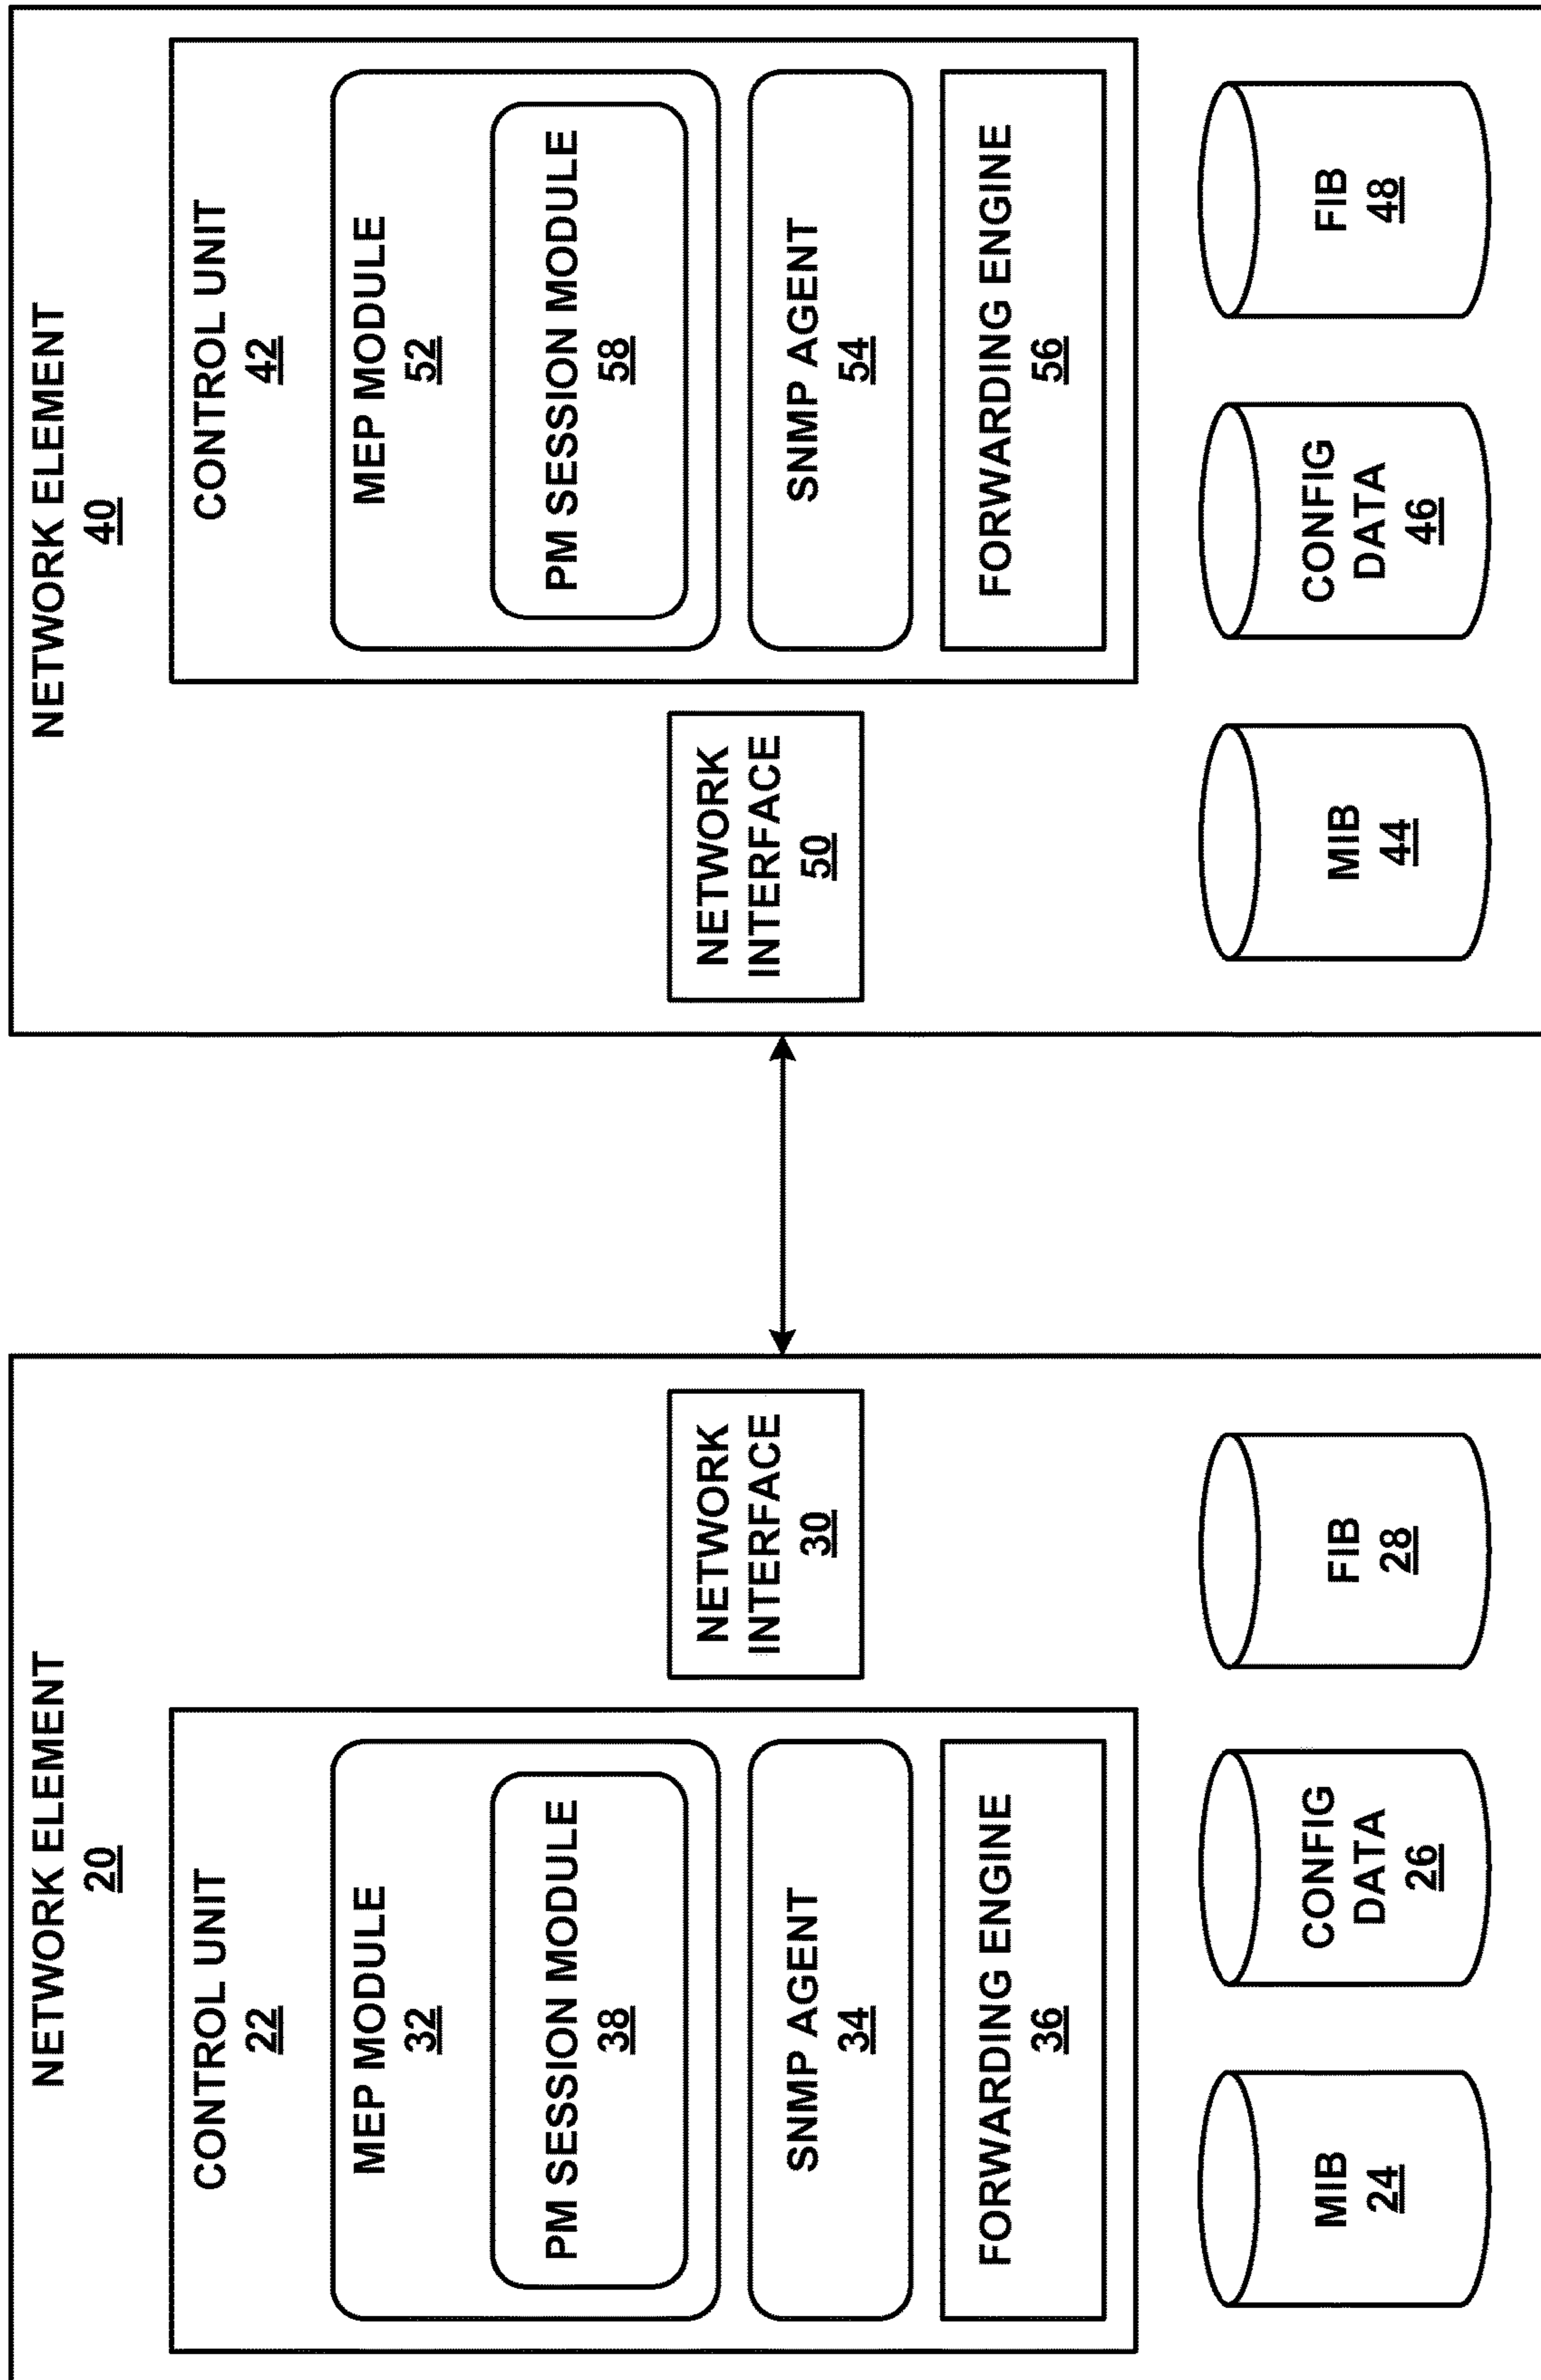 NETWORK ELEMENT
20
CONTROL UNIT
22
MEP MODULE
32
PM SESSION MODULE
38
SNMP AGENT
34
FORWARDING ENGINE
36
NETWORK
INTERFACE
30
MIB
24
CONFIG
DATA
26
FIB
28
NETWORK ELEMENT
40
NETWORK
INTERFACE
50
CONTROL UNIT
42
MEP MODULE
52
PM SESSION MODULE
58
SNMP AGENT
54
FORWARDING ENGINE
56
MIB
44
CONFIG
DATA
46
FIB
48